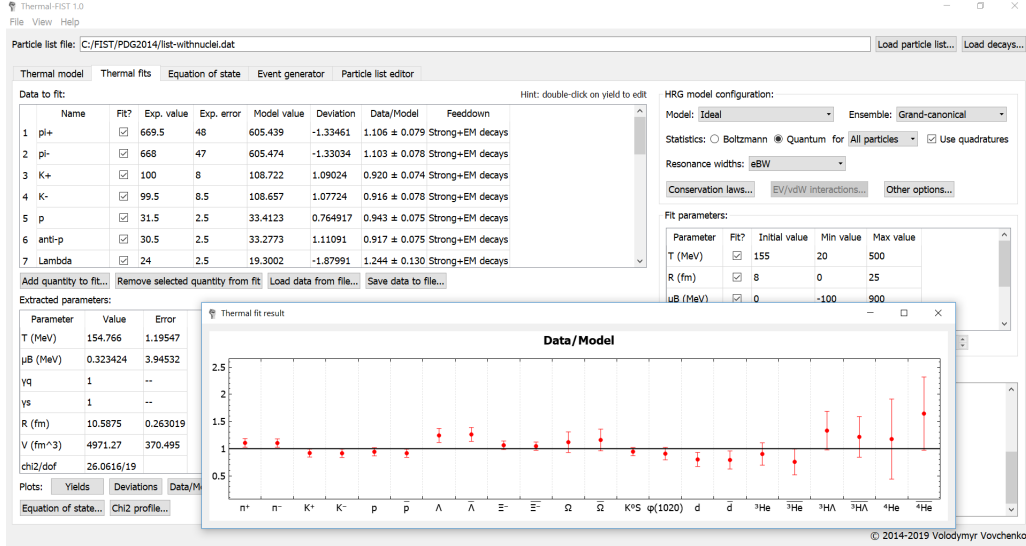 Thermal-FIST 1.0
File View Help
Particle list file: C:/FIST/PDG2014/list-withnuclei.dat Load particle list... Load decays...
Thermal model Thermal fits Equation of state Event generator Particle list editor
Data to fit: Hint: double-click on yield to edit
Name Fit? Exp. value Exp. error Model value Deviation Data/Model Feeddown
1 pi+ 669.5 48 605.439 -1.33461 1.106 ± 0.079 Strong+EM decays
2 pi- 668 47 605.474 -1.33034 1.103 ± 0.078 Strong+EM decays
3 K+ 100 8 108.722 1.09024 0.920 ± 0.074 Strong+EM decays
4 K- 99.5 8.5 108.657 1.07724 0.916 ± 0.078 Strong+EM decays
5 p 31.5 2.5 33.4123 0.764917 0.943 ± 0.075 Strong+EM decays
6 anti-p 30.5 2.5 33.2773 1.11091 0.917 ± 0.075 Strong+EM decays
7 Lambda 24 2.5 19.3002 -1.87991 1.244 ± 0.130 Strong+EM decays
Add quantity to fit... Remove selected quantity from fit Load data from file... Save data to file...
HRG model configuration:
Model: Ideal Ensemble: Grand-canonical
Statistics: Boltzmann Quantum for All particles Use quadratures
Resonance widths: eBW
Conservation laws... EV/vdW interactions... Other options...
Fit parameters:
Parameter Fit? Initial value Min value Max value
T (MeV) 155 20 500
R (fm) 8 0 25
μB (MeV) 0 -100 900
Extracted parameters:
Parameter Value Error
T (MeV) 154.766 1.19547
μB (MeV) 0.323424 3.94532
γq 1 --
γs 1 --
R (fm) 10.5875 0.263019
V (fm^3) 4971.27 370.495
chi2/dof 26.0616/19
Plots: Yields Deviations Data/M
Equation of state... Chi2 profile...
Thermal fit result
Data/Model
2.5
2
1.5
1
0.5
π⁺ π⁻ K⁺ K⁻ p p̅ Λ Λ̅ Ξ⁻ Ξ̅⁻ Ω Ω̅ K⁰S φ(1020) d d̅ ³He ³H̅e̅ ³HΛ ³H̅Λ̅ ⁴He ⁴H̅e̅
© 2014-2019 Volodymyr Vovchenko